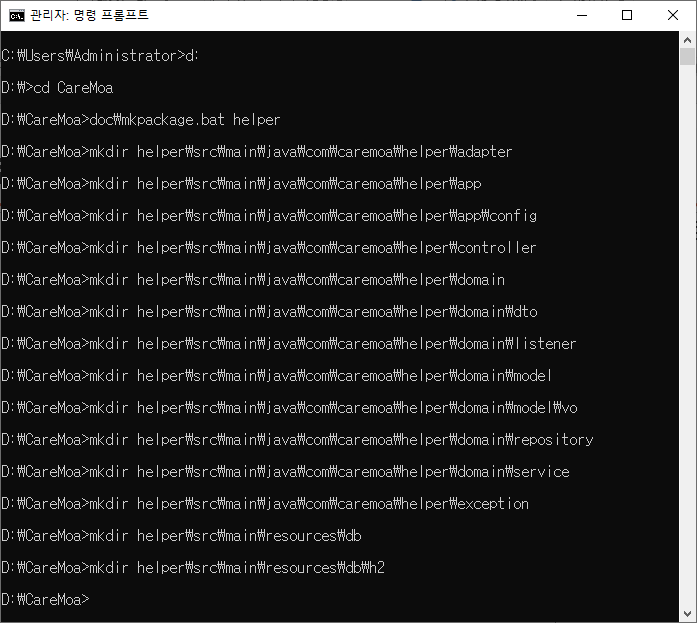 관리자: 명령 프롬프트
C:₩Users₩Administrator>d:
D:₩>cd CareMoa
D:₩CareMoa>doc₩mkpackage.bat helper
D:₩CareMoa>mkdir helper₩src₩main₩java₩com₩caremoa₩helper₩adapter
D:₩CareMoa>mkdir helper₩src₩main₩java₩com₩caremoa₩helper₩app
D:₩CareMoa>mkdir helper₩src₩main₩java₩com₩caremoa₩helper₩app₩config
D:₩CareMoa>mkdir helper₩src₩main₩java₩com₩caremoa₩helper₩controller
D:₩CareMoa>mkdir helper₩src₩main₩java₩com₩caremoa₩helper₩domain
D:₩CareMoa>mkdir helper₩src₩main₩java₩com₩caremoa₩helper₩domain₩dto
D:₩CareMoa>mkdir helper₩src₩main₩java₩com₩caremoa₩helper₩domain₩listener
D:₩CareMoa>mkdir helper₩src₩main₩java₩com₩caremoa₩helper₩domain₩model
D:₩CareMoa>mkdir helper₩src₩main₩java₩com₩caremoa₩helper₩domain₩model₩vo
D:₩CareMoa>mkdir helper₩src₩main₩java₩com₩caremoa₩helper₩domain₩repository
D:₩CareMoa>mkdir helper₩src₩main₩java₩com₩caremoa₩helper₩domain₩service
D:₩CareMoa>mkdir helper₩src₩main₩java₩com₩caremoa₩helper₩exception
D:₩CareMoa>mkdir helper₩src₩main₩resources₩db
D:₩CareMoa>mkdir helper₩src₩main₩resources₩db₩h2
D:₩CareMoa>